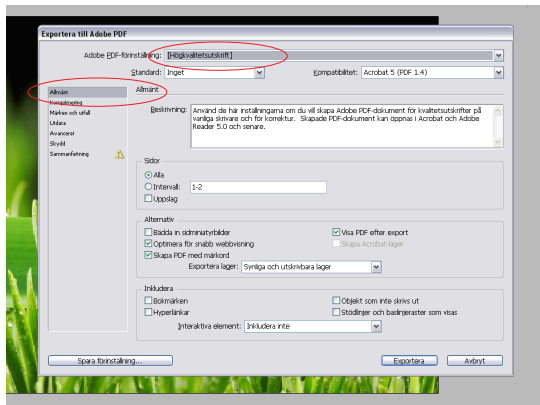 Exportera till Adobe PDF
Adobe PDF-förinställning: [Högkvalitetsutskrift]
Standard: Inget
Kompatibilitet: Acrobat 5 (PDF 1.4)
Allmänt
Komprimering
Märken och utfall
Utdata
Avancerat
Skydd
Sammanfattning
Allmänt
Beskrivning: Använd de här inställningarna om du vill skapa Adobe PDF-dokument för kvalitetsutskrifter på
vanliga skrivare och för korrektur. Skapade PDF-dokument kan öppnas i Acrobat och Adobe
Reader 5.0 och senare.
Sidor
Alla
Intervall: 1-2
Uppslag
Alternativ
Bädda in sidminiatyrbilder
Visa PDF efter export
Optimera för snabb webbvisning
Skapa Acrobat-lager
Skapa PDF med märkord
Exportera lager: Synliga och utskrivbara lager
Inkludera
Bokmärken
Objekt som inte skrivs ut
Hyperlänkar
Stödlinjer och baslinjeraster som visas
Interaktiva element: Inkludera inte
Spara förinställning...
Exportera
Avbryt